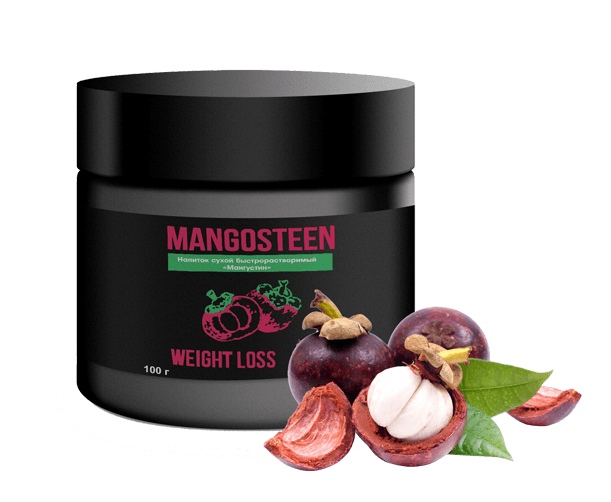 MANGOSTEEN
Напиток сухой быстрорастворимый
«Мангустин»
WEIGHT LOSS
100 г